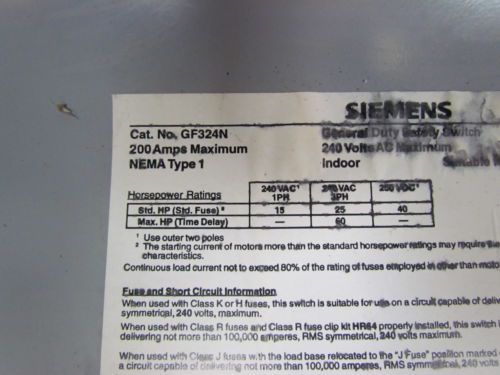 SIEMENS
Cat. No. GF324N General Duty Safety Switch
200 Amps Maximum 240 Volts AC Maximum
NEMA Type 1 Indoor Suitable
Horsepower Ratings 240 VAC¹ 1PH 240 VAC 3PH 250 VDC¹
Std. HP (Std. Fuse) ² 15 25 40
Max. HP (Time Delay) — 60 —
¹ Use outer two poles
² The starting current of motors more than the standard horsepower ratings may require the
characteristics.
Continuous load current not to exceed 80% of the rating of fuses employed in other than motor
Fuse and Short Circuit Information
When used with Class K or H fuses, this switch is suitable for use on a circuit capable of
symmetrical, 240 volts, maximum.
When used with Class R fuses and Class R fuse clip kit HR64 properly installed, this switch
delivering not more than 100,000 amperes, RMS symmetrical, 240 volts maximum.
When used with Class J fuses with the load base relocated to the "J Fuse" position marked
a circuit capable of delivering not more than 100,000 amperes, RMS symmetrical, 240 volts